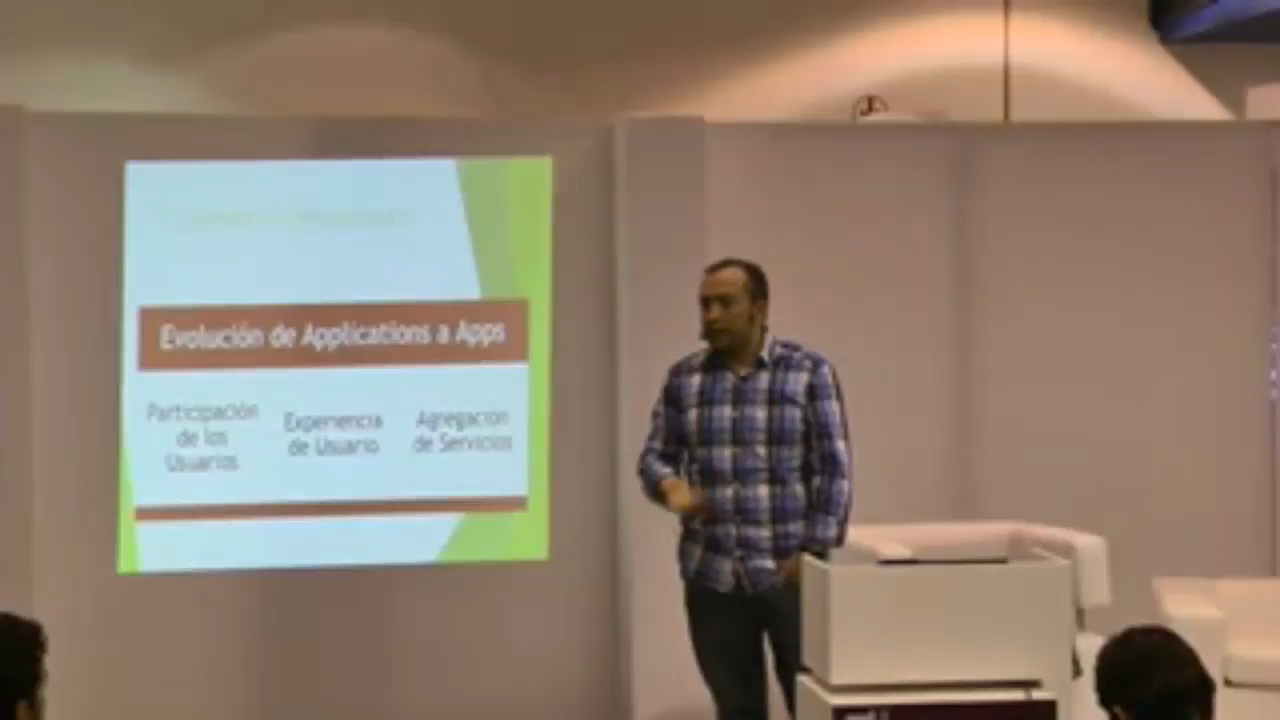 Evolución de Applications a Apps
Participación
de los
Usuarios
Experiencia
de Usuario
Agregación
de Servicios